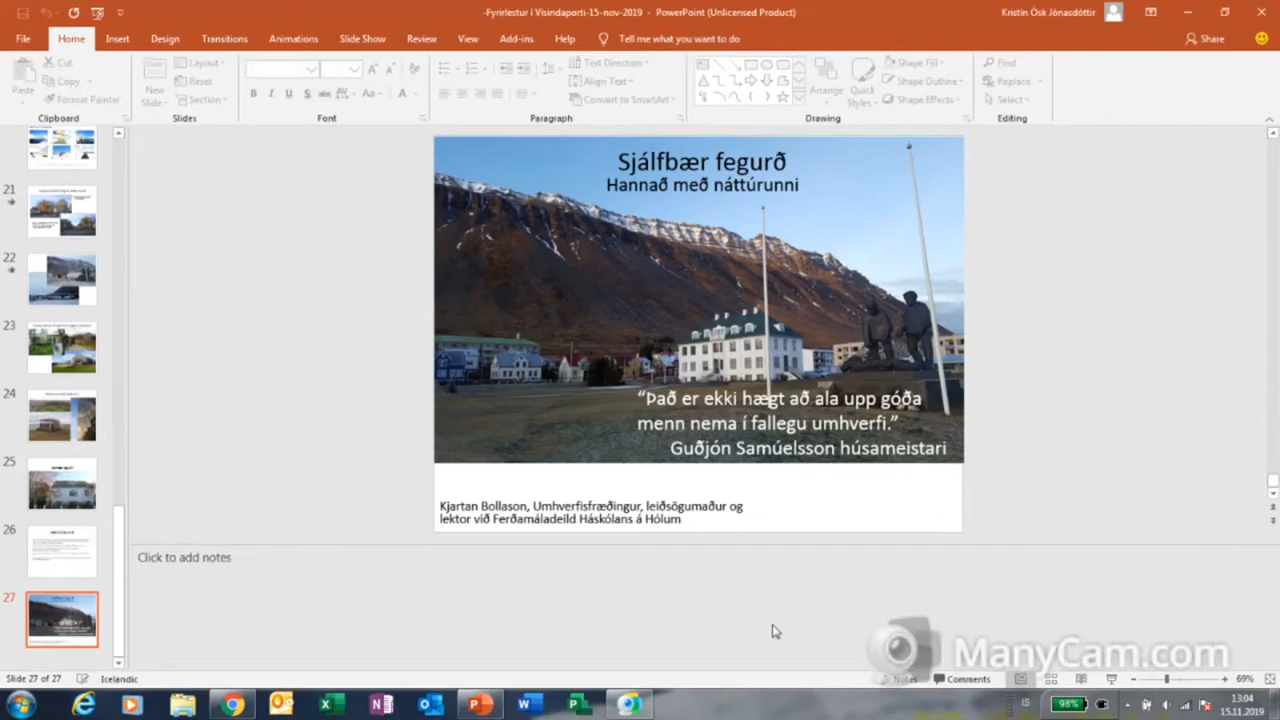 -Fyrirlestur í Vísindaporti-15-nov-2019 - PowerPoint (Unlicensed Product)
Kristín Ósk Jónasdóttir
File Home Insert Design Transitions Animations Slide Show Review View Add-ins Help Tell me what you want to do Share
Paste
Cut
Copy
Format Painter
Clipboard
New
Slide
Layout
Reset
Section
Slides
B I U S abc AV Aa A
Font
Text Direction
Align Text
Convert to SmartArt
Paragraph
Arrange
Quick
Styles
Shape Fill
Shape Outline
Shape Effects
Drawing
Find
Replace
Select
Editing
21
22
23
24
25
26
27
Sjálfbær fegurð
Hannað með náttúrunni
“Það er ekki hægt að ala upp góða
menn nema í fallegu umhverfi.”
Guðjón Samúelsson húsameistari
Kjartan Bollason, Umhverfisfræðingur, leiðsögumaður og
lektor við Ferðamáladeild Háskólans á Hólum
Click to add notes
ManyCam.com
Slide 27 of 27 Icelandic Notes Comments 69%
IS 98% 13:04
15.11.2019